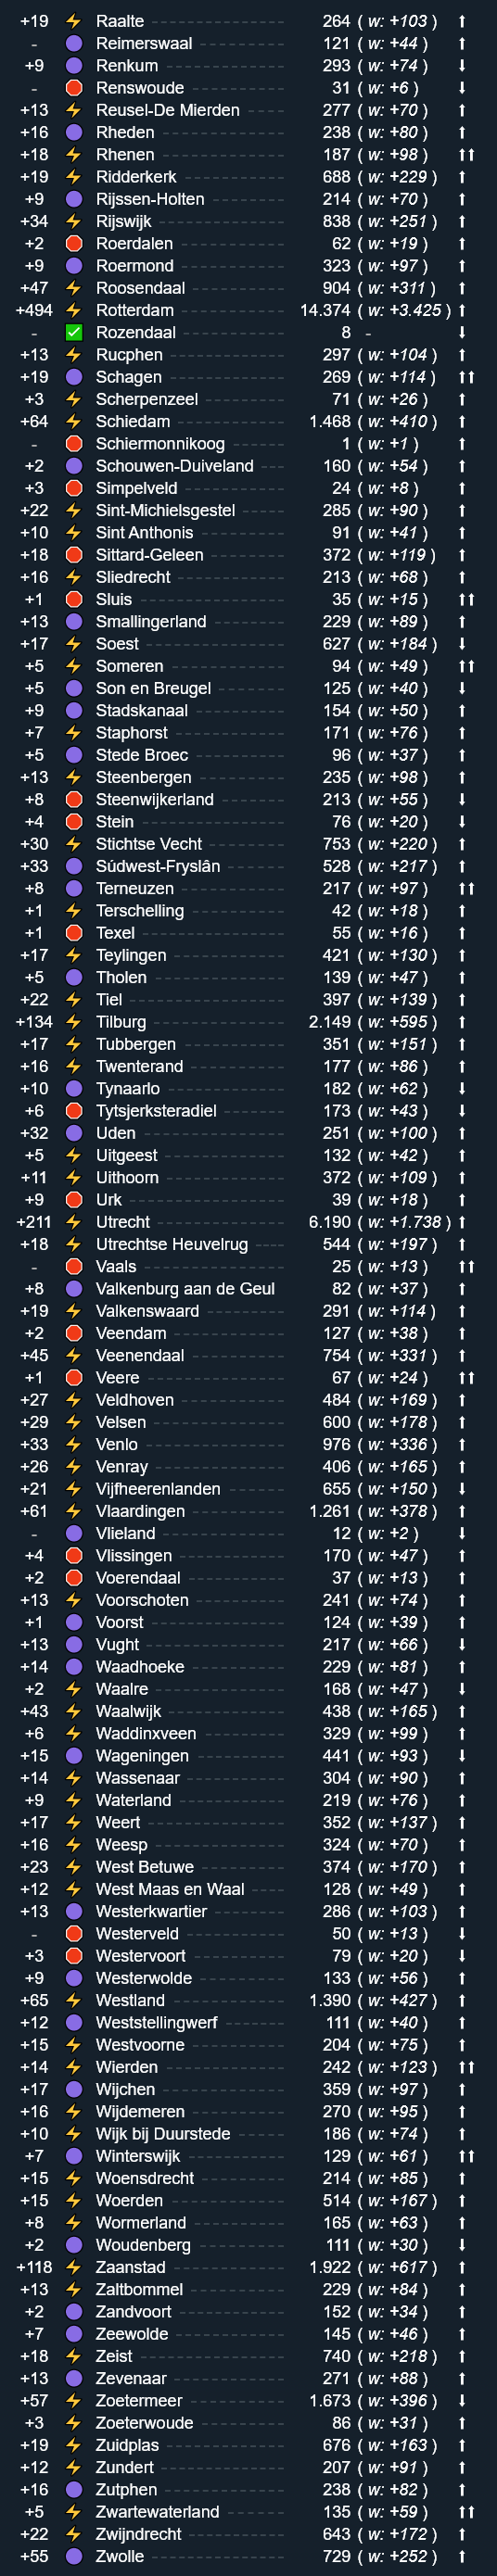 +19 ⚡ Raalte 264 ( w: +103 ) ↑
- 🟣 Reimerswaal 121 ( w: +44 ) ↑
+9 🟣 Renkum 293 ( w: +74 ) ↓
- 🛑 Renswoude 31 ( w: +6 ) ↓
+13 ⚡ Reusel-De Mierden 277 ( w: +70 ) ↑
+16 🟣 Rheden 238 ( w: +80 ) ↑
+18 ⚡ Rhenen 187 ( w: +98 ) ↑↑
+19 ⚡ Ridderkerk 688 ( w: +229 ) ↑
+9 🟣 Rijssen-Holten 214 ( w: +70 ) ↑
+34 ⚡ Rijswijk 838 ( w: +251 ) ↑
+2 🛑 Roerdalen 62 ( w: +19 ) ↑
+9 🟣 Roermond 323 ( w: +97 ) ↑
+47 ⚡ Roosendaal 904 ( w: +311 ) ↑
+494 ⚡ Rotterdam 14.374 ( w: +3.425 ) ↑
- ✅ Rozendaal 8 - ↓
+13 ⚡ Rucphen 297 ( w: +104 ) ↑
+19 🟣 Schagen 269 ( w: +114 ) ↑↑
+3 ⚡ Scherpenzeel 71 ( w: +26 ) ↑
+64 ⚡ Schiedam 1.468 ( w: +410 ) ↑
- 🛑 Schiermonnikoog 1 ( w: +1 ) ↑
+2 🟣 Schouwen-Duiveland 160 ( w: +54 ) ↑
+3 🛑 Simpelveld 24 ( w: +8 ) ↑
+22 ⚡ Sint-Michielsgestel 285 ( w: +90 ) ↑
+10 ⚡ Sint Anthonis 91 ( w: +41 ) ↑
+18 🛑 Sittard-Geleen 372 ( w: +119 ) ↑
+16 ⚡ Sliedrecht 213 ( w: +68 ) ↑
+1 🛑 Sluis 35 ( w: +15 ) ↑↑
+13 🟣 Smallingerland 229 ( w: +89 ) ↑
+17 ⚡ Soest 627 ( w: +184 ) ↓
+5 ⚡ Someren 94 ( w: +49 ) ↑↑
+5 🟣 Son en Breugel 125 ( w: +40 ) ↓
+9 🟣 Stadskanaal 154 ( w: +50 ) ↑
+7 ⚡ Staphorst 171 ( w: +76 ) ↑
+5 🟣 Stede Broec 96 ( w: +37 ) ↑
+13 ⚡ Steenbergen 235 ( w: +98 ) ↑
+8 🛑 Steenwijkerland 213 ( w: +55 ) ↓
+4 🛑 Stein 76 ( w: +20 ) ↓
+30 ⚡ Stichtse Vecht 753 ( w: +220 ) ↑
+33 🟣 Súdwest-Fryslân 528 ( w: +217 ) ↑
+8 🟣 Terneuzen 217 ( w: +97 ) ↑↑
+1 ⚡ Terschelling 42 ( w: +18 ) ↑
+1 🛑 Texel 55 ( w: +16 ) ↑
+17 ⚡ Teylingen 421 ( w: +130 ) ↑
+5 🟣 Tholen 139 ( w: +47 ) ↑
+22 ⚡ Tiel 397 ( w: +139 ) ↑
+134 ⚡ Tilburg 2.149 ( w: +595 ) ↑
+17 ⚡ Tubbergen 351 ( w: +151 ) ↑
+16 ⚡ Twenterand 177 ( w: +86 ) ↑
+10 🟣 Tynaarlo 182 ( w: +62 ) ↓
+6 🛑 Tytsjerksteradiel 173 ( w: +43 ) ↓
+32 🟣 Uden 251 ( w: +100 ) ↑
+5 ⚡ Uitgeest 132 ( w: +42 ) ↑
+11 ⚡ Uithoorn 372 ( w: +109 ) ↑
+9 🛑 Urk 39 ( w: +18 ) ↑
+211 ⚡ Utrecht 6.190 ( w: +1.738 ) ↑
+18 ⚡ Utrechtse Heuvelrug 544 ( w: +197 ) ↑
- 🛑 Vaals 25 ( w: +13 ) ↑↑
+8 🟣 Valkenburg aan de Geul 82 ( w: +37 ) ↑
+19 ⚡ Valkenswaard 291 ( w: +114 ) ↑
+2 🛑 Veendam 127 ( w: +38 ) ↑
+45 ⚡ Veenendaal 754 ( w: +331 ) ↑
+1 🛑 Veere 67 ( w: +24 ) ↑↑
+27 ⚡ Veldhoven 484 ( w: +169 ) ↑
+29 ⚡ Velsen 600 ( w: +178 ) ↑
+33 ⚡ Venlo 976 ( w: +336 ) ↑
+26 ⚡ Venray 406 ( w: +165 ) ↑
+21 ⚡ Vijfheerenlanden 655 ( w: +150 ) ↓
+61 ⚡ Vlaardingen 1.261 ( w: +378 ) ↑
- 🟣 Vlieland 12 ( w: +2 ) ↓
+4 🛑 Vlissingen 170 ( w: +47 ) ↑
+2 🛑 Voerendaal 37 ( w: +13 ) ↑
+13 ⚡ Voorschoten 241 ( w: +74 ) ↑
+1 🟣 Voorst 124 ( w: +39 ) ↑
+13 🟣 Vught 217 ( w: +66 ) ↓
+14 🟣 Waadhoeke 229 ( w: +81 ) ↑
+2 ⚡ Waalre 168 ( w: +47 ) ↓
+43 ⚡ Waalwijk 438 ( w: +165 ) ↑
+6 ⚡ Waddinxveen 329 ( w: +99 ) ↑
+15 🟣 Wageningen 441 ( w: +93 ) ↓
+14 ⚡ Wassenaar 304 ( w: +90 ) ↑
+9 ⚡ Waterland 219 ( w: +76 ) ↑
+17 ⚡ Weert 352 ( w: +137 ) ↑
+16 ⚡ Weesp 324 ( w: +70 ) ↑
+23 ⚡ West Betuwe 374 ( w: +170 ) ↑
+12 ⚡ West Maas en Waal 128 ( w: +49 ) ↑
+13 🟣 Westerkwartier 286 ( w: +103 ) ↑
- 🛑 Westerveld 50 ( w: +13 ) ↓
+3 🛑 Westervoort 79 ( w: +20 ) ↓
+9 🟣 Westerwolde 133 ( w: +56 ) ↑
+65 ⚡ Westland 1.390 ( w: +427 ) ↑
+12 🟣 Weststellingwerf 111 ( w: +40 ) ↑
+15 ⚡ Westvoorne 204 ( w: +75 ) ↑
+14 ⚡ Wierden 242 ( w: +123 ) ↑↑
+17 🟣 Wijchen 359 ( w: +97 ) ↑
+16 ⚡ Wijdemeren 270 ( w: +95 ) ↑
+10 ⚡ Wijk bij Duurstede 186 ( w: +74 ) ↑
+7 🟣 Winterswijk 129 ( w: +61 ) ↑↑
+15 ⚡ Woensdrecht 214 ( w: +85 ) ↑
+15 ⚡ Woerden 514 ( w: +167 ) ↑
+8 ⚡ Wormerland 165 ( w: +63 ) ↑
+2 🟣 Woudenberg 111 ( w: +30 ) ↓
+118 ⚡ Zaanstad 1.922 ( w: +617 ) ↑
+13 ⚡ Zaltbommel 229 ( w: +84 ) ↑
+2 🟣 Zandvoort 152 ( w: +34 ) ↑
+7 🟣 Zeewolde 145 ( w: +46 ) ↑
+18 ⚡ Zeist 740 ( w: +218 ) ↑
+13 🟣 Zevenaar 271 ( w: +88 ) ↑
+57 ⚡ Zoetermeer 1.673 ( w: +396 ) ↓
+3 ⚡ Zoeterwoude 86 ( w: +31 ) ↑
+19 ⚡ Zuidplas 676 ( w: +163 ) ↑
+12 ⚡ Zundert 207 ( w: +91 ) ↑
+16 🟣 Zutphen 238 ( w: +82 ) ↑
+5 ⚡ Zwartewaterland 135 ( w: +59 ) ↑↑
+22 ⚡ Zwijndrecht 643 ( w: +172 ) ↑
+55 🟣 Zwolle 729 ( w: +252 ) ↑